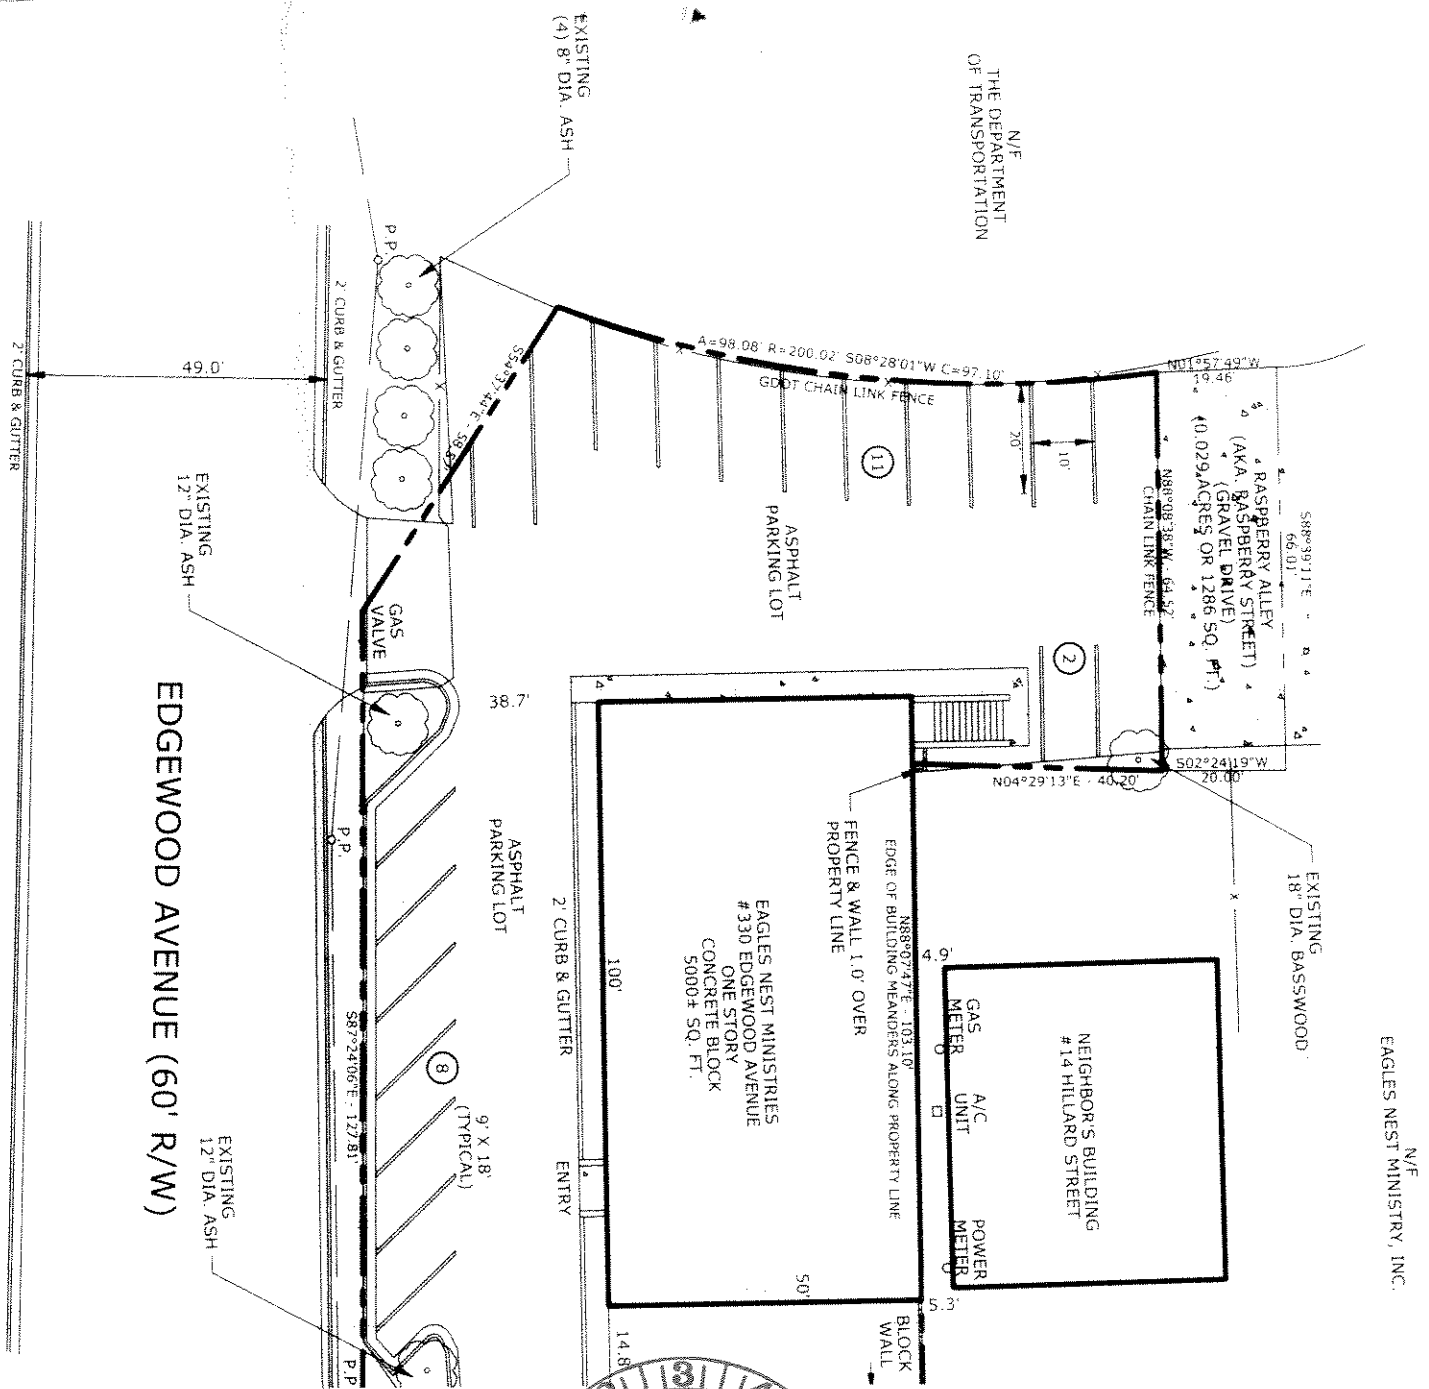 EXISTING
(4) 8" DIA. ASH
N/F
THE DEPARTMENT
OF TRANSPORTATION
P.P.
2' CURB & GUTTER
2' CURB & GUTTER
49.0'
A=98.08' R=200.02' S08°28'01"W C=97.10'
GDOT CHAIN LINK FENCE
N01°57'49"W
19.46'
RASPBERRY ALLEY
(AKA. RASPBERRY STREET)
(GRAVEL DRIVE)
(0.029 ACRES OR 1286 SQ. FT.)
S88°39'11"E
66.01'
N88°08'38"W - 64.52'
CHAIN LINK FENCE
20'
10'
11
ASPHALT
PARKING LOT
2
EXISTING
12" DIA. ASH
GAS
VALVE
38.7'
S02°24'19"W
20.00'
N04°29'13"E - 40.20'
EXISTING
18" DIA. BASSWOOD
FENCE & WALL 1.0' OVER
PROPERTY LINE
N88°07'47"E - 103.10'
EDGE OF BUILDING MEANDERS ALONG PROPERTY LINE
EAGLES NEST MINISTRIES
#330 EDGEWOOD AVENUE
ONE STORY
CONCRETE BLOCK
5000± SQ. FT.
100'
50'
4.9'
5.3'
GAS
METER
A/C
UNIT
POWER
METER
NEIGHBOR'S BUILDING
#14 HILLARD STREET
N/F
EAGLES NEST MINISTRY, INC.
P.P.
ASPHALT
PARKING LOT
2' CURB & GUTTER
ENTRY
8
9' X 18'
(TYPICAL)
S87°24'06"E - 127.81'
EDGEWOOD AVENUE (60' R/W)
EXISTING
12" DIA. ASH
P.P
14.8
BLOCK
WALL
3